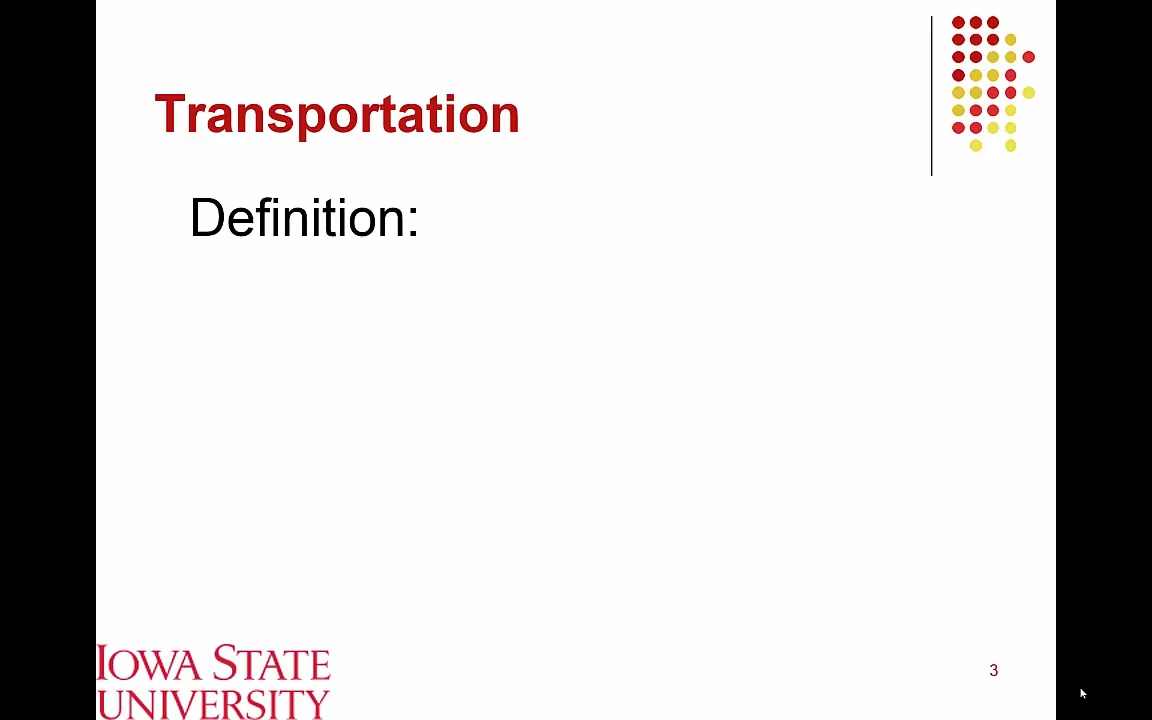 Transportation
Definition:
IOWA STATE
UNIVERSITY
3